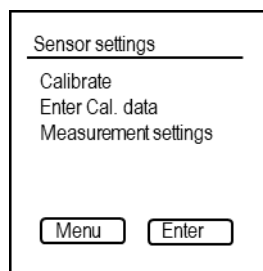 Sensor settings
Calibrate
Enter Cal. data
Measurement settings
Menu Enter